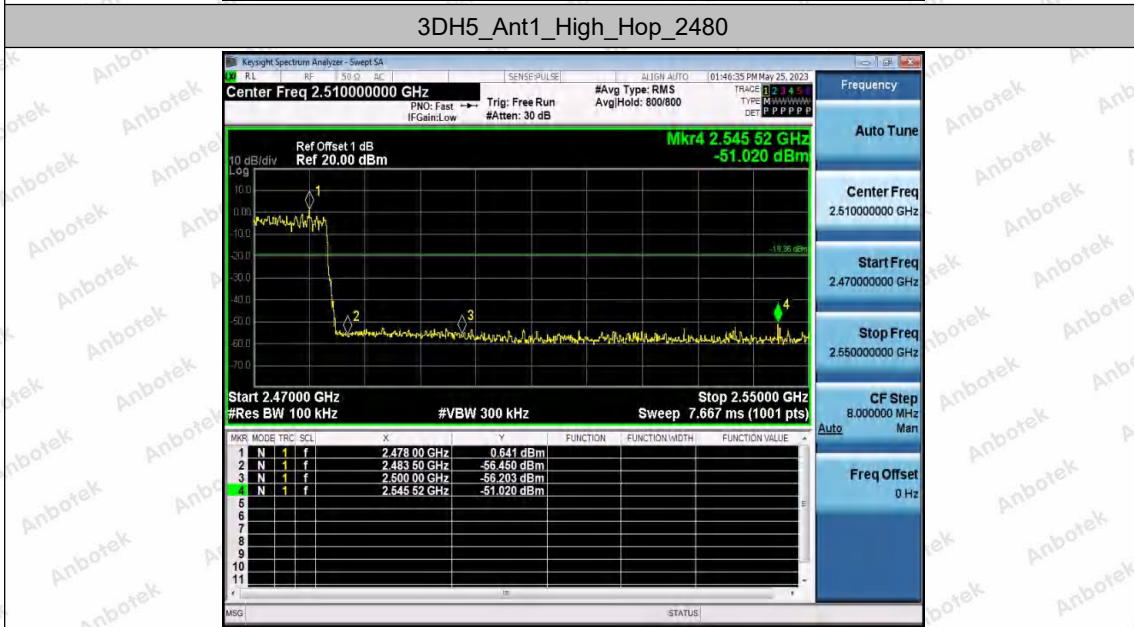 3DH5_Ant1_High_Hop_2480
Keysight Spectrum Analyzer - Swept SA
RL RF 50 Ω AC SENSE:PULSE ALIGN AUTO 01:46:35 PM May 25, 2023
Center Freq 2.510000000 GHz
PNO: Fast
IFGain:Low
Trig: Free Run
#Atten: 30 dB
#Avg Type: RMS
Avg|Hold: 800/800
TRACE 1 2 3 4 5 6
TYPE M WWWWW
DET P P P P P P
Frequency
Auto Tune
Center Freq
2.510000000 GHz
Start Freq
2.470000000 GHz
Stop Freq
2.550000000 GHz
CF Step
8.000000 MHz
Auto Man
Freq Offset
0 Hz
Mkr4 2.545 52 GHz
-51.020 dBm
Ref Offset 1 dB
10 dB/div Ref 20.00 dBm
Log
10.0
0.00
-10.0
-20.0
-30.0
-40.0
-50.0
-60.0
-70.0
1
2
3
4
-19.36 dBm
Start 2.47000 GHz Stop 2.55000 GHz
#Res BW 100 kHz #VBW 300 kHz Sweep 7.667 ms (1001 pts)
MKR MODE TRC SCL X Y FUNCTION FUNCTION WIDTH FUNCTION VALUE
1 N 1 f 2.478 00 GHz 0.641 dBm
2 N 1 f 2.483 50 GHz -56.450 dBm
3 N 1 f 2.500 00 GHz -56.203 dBm
4 N 1 f 2.545 52 GHz -51.020 dBm
5
6
7
8
9
10
11
MSG STATUS
Anbotek